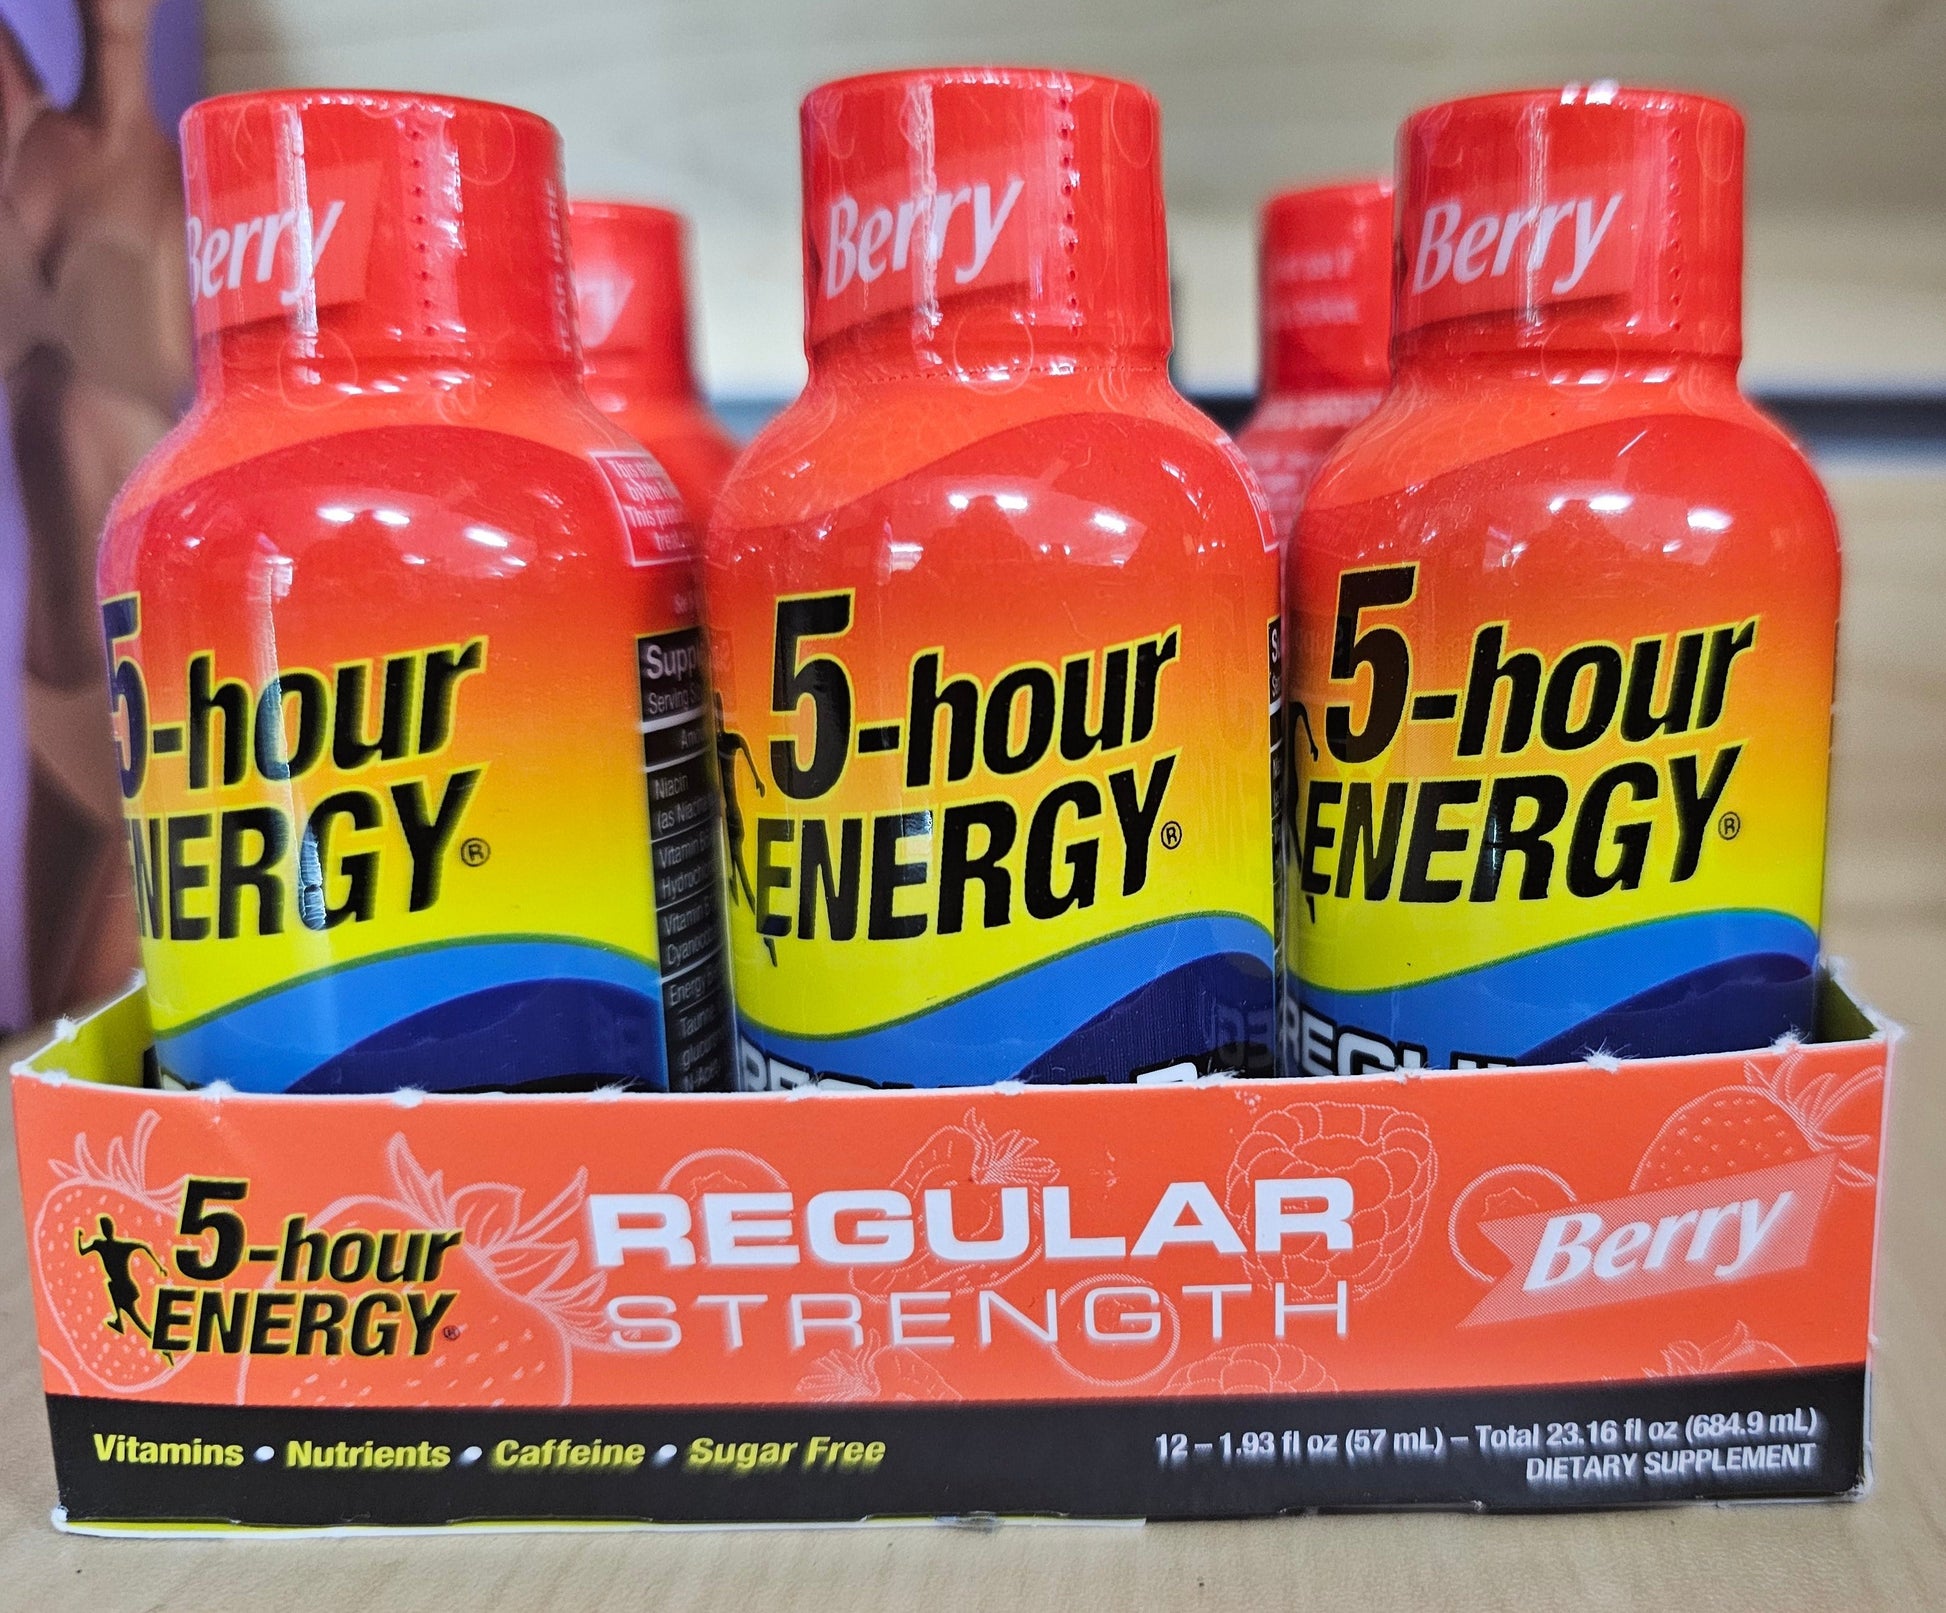 Berry
Berry
Berry
5-hour
ENERGY®
5-hour
ENERGY®
5-hour
ENERGY®
Niacin
5-hour
ENERGY®
REGULAR
STRENGTH
Berry
Vitamins • Nutrients • Caffeine • Sugar Free
12 – 1.93 fl oz (57 mL) – Total 23.16 fl oz (684.9 mL)
DIETARY SUPPLEMENT